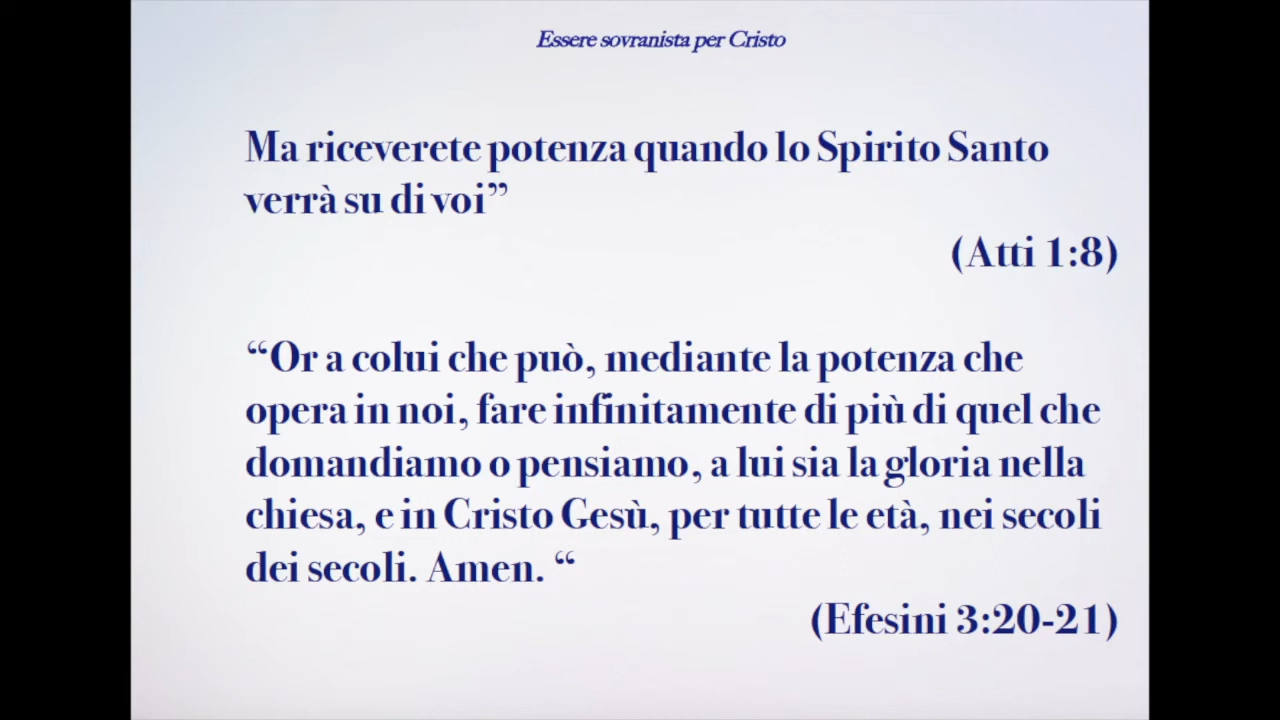 Essere sovranista per Cristo
Ma riceverete potenza quando lo Spirito Santo
verrà su di voi”
(Atti 1:8)
“Or a colui che può, mediante la potenza che
opera in noi, fare infinitamente di più di quel che
domandiamo o pensiamo, a lui sia la gloria nella
chiesa, e in Cristo Gesù, per tutte le età, nei secoli
dei secoli. Amen. “
(Efesini 3:20-21)